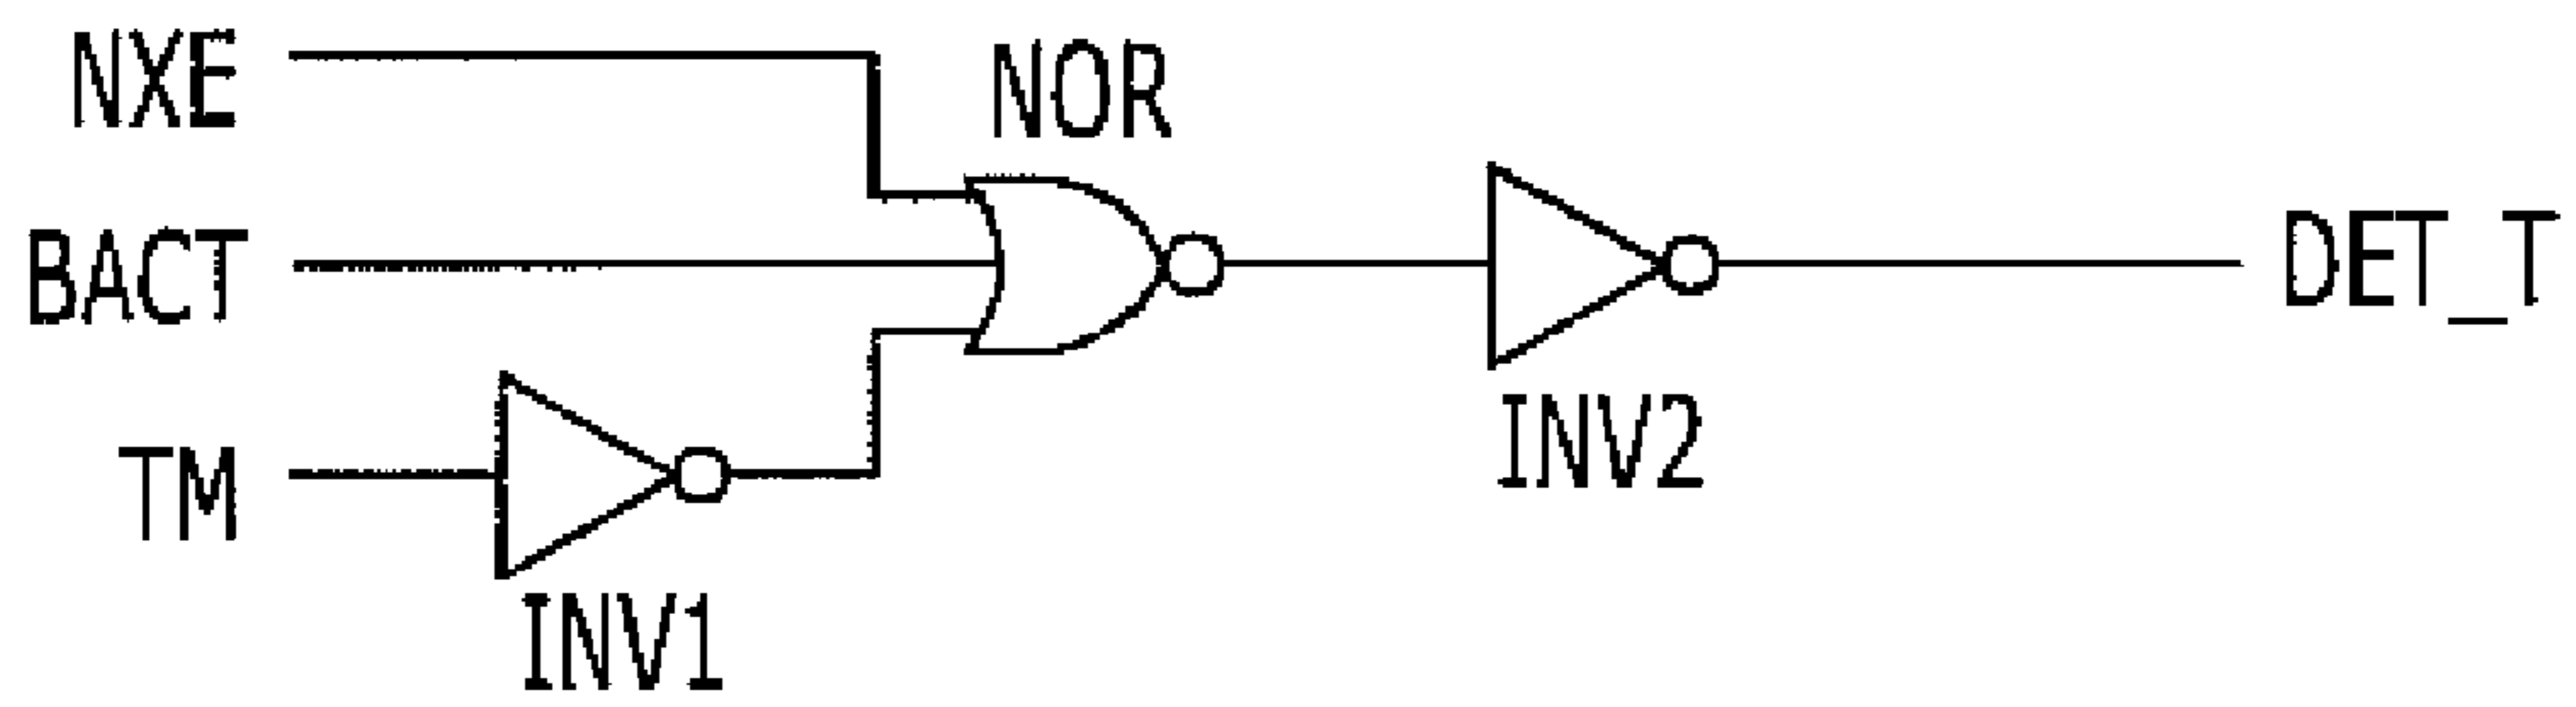 NXE
NOR
BACT
DET_T
TM
INV2
INV1